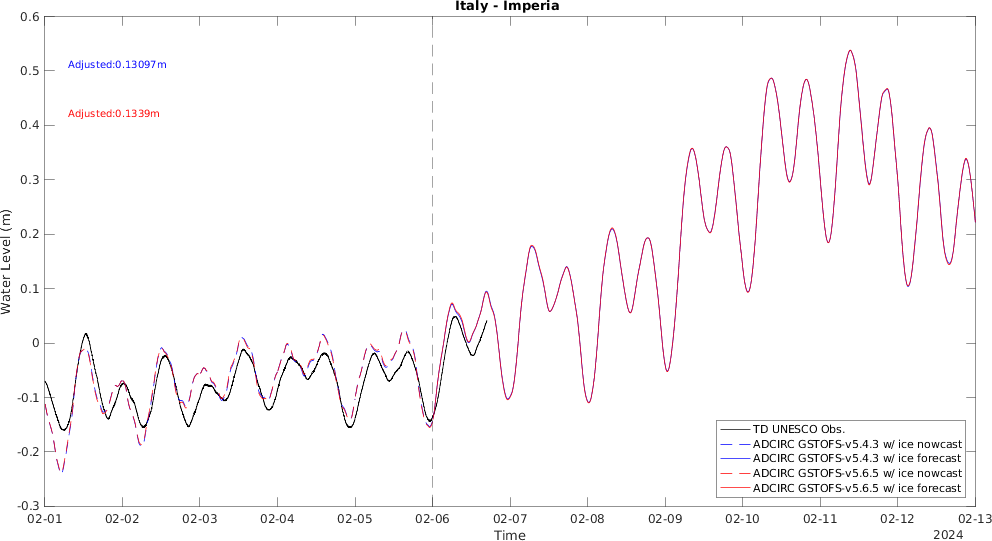 Italy - Imperia
0.6
0.5
0.4
0.3
0.2
0.1
0
-0.1
-0.2
-0.3
Water Level (m)
Adjusted:0.13097m
Adjusted:0.1339m
TD UNESCO Obs.
ADCIRC GSTOFS-v5.4.3 w/ ice nowcast
ADCIRC GSTOFS-v5.4.3 w/ ice forecast
ADCIRC GSTOFS-v5.6.5 w/ ice nowcast
ADCIRC GSTOFS-v5.6.5 w/ ice forecast
02-01 02-02 02-03 02-04 02-05 02-06 02-07 02-08 02-09 02-10 02-11 02-12 02-13
Time
2024